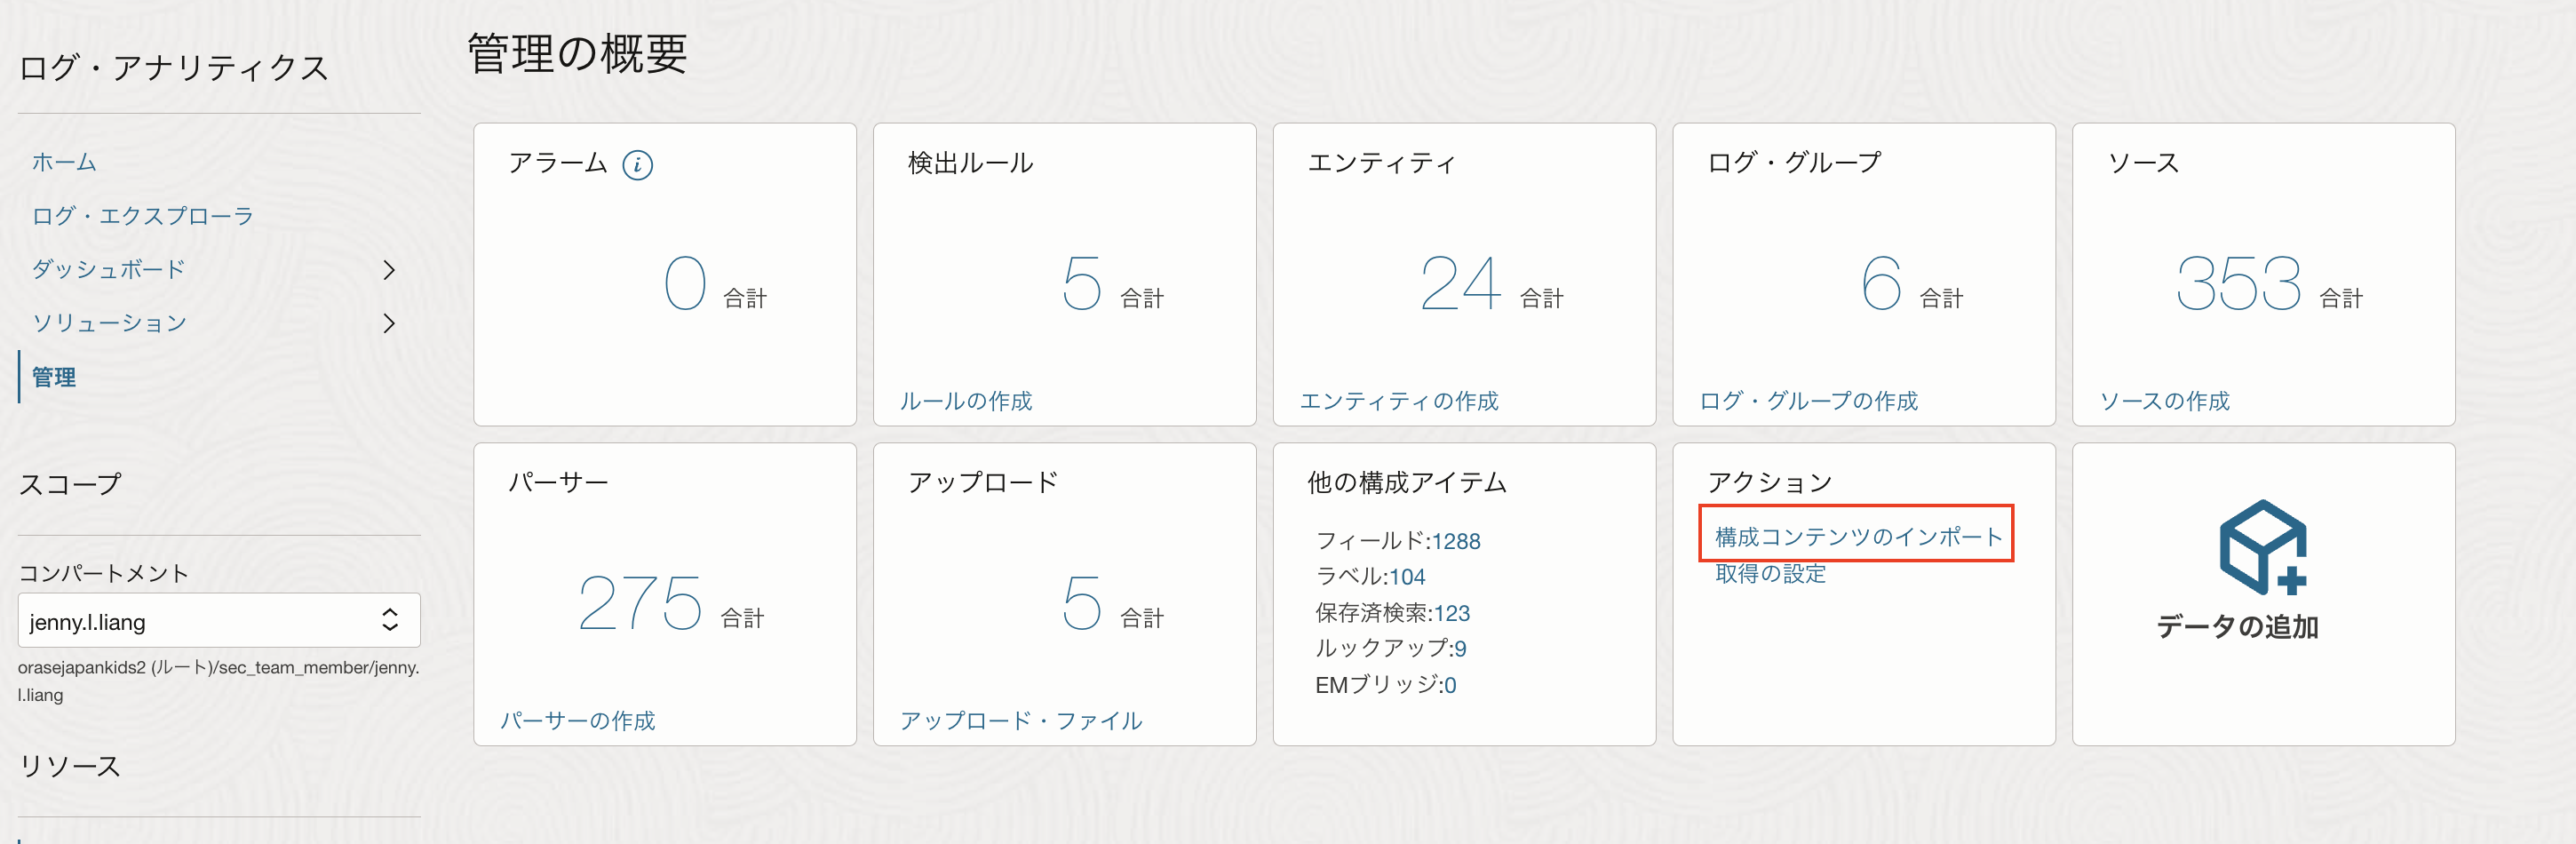 ログ・アナリティクス
ホーム
ログ・エクスプローラ
ダッシュボード
ソリューション
管理
スコープ
コンパートメント
jenny.l.liang
orasejapankids2 (ルート)/sec_team_member/jenny.
l.liang
リソース
管理の概要
アラーム i
0 合計
検出ルール
5 合計
ルールの作成
エンティティ
24 合計
エンティティの作成
ログ・グループ
6 合計
ログ・グループの作成
ソース
353 合計
ソースの作成
パーサー
275 合計
パーサーの作成
アップロード
5 合計
アップロード・ファイル
他の構成アイテム
フィールド:1288
ラベル:104
保存済検索:123
ルックアップ:9
EMブリッジ:0
アクション
構成コンテンツのインポート
取得の設定
データの追加